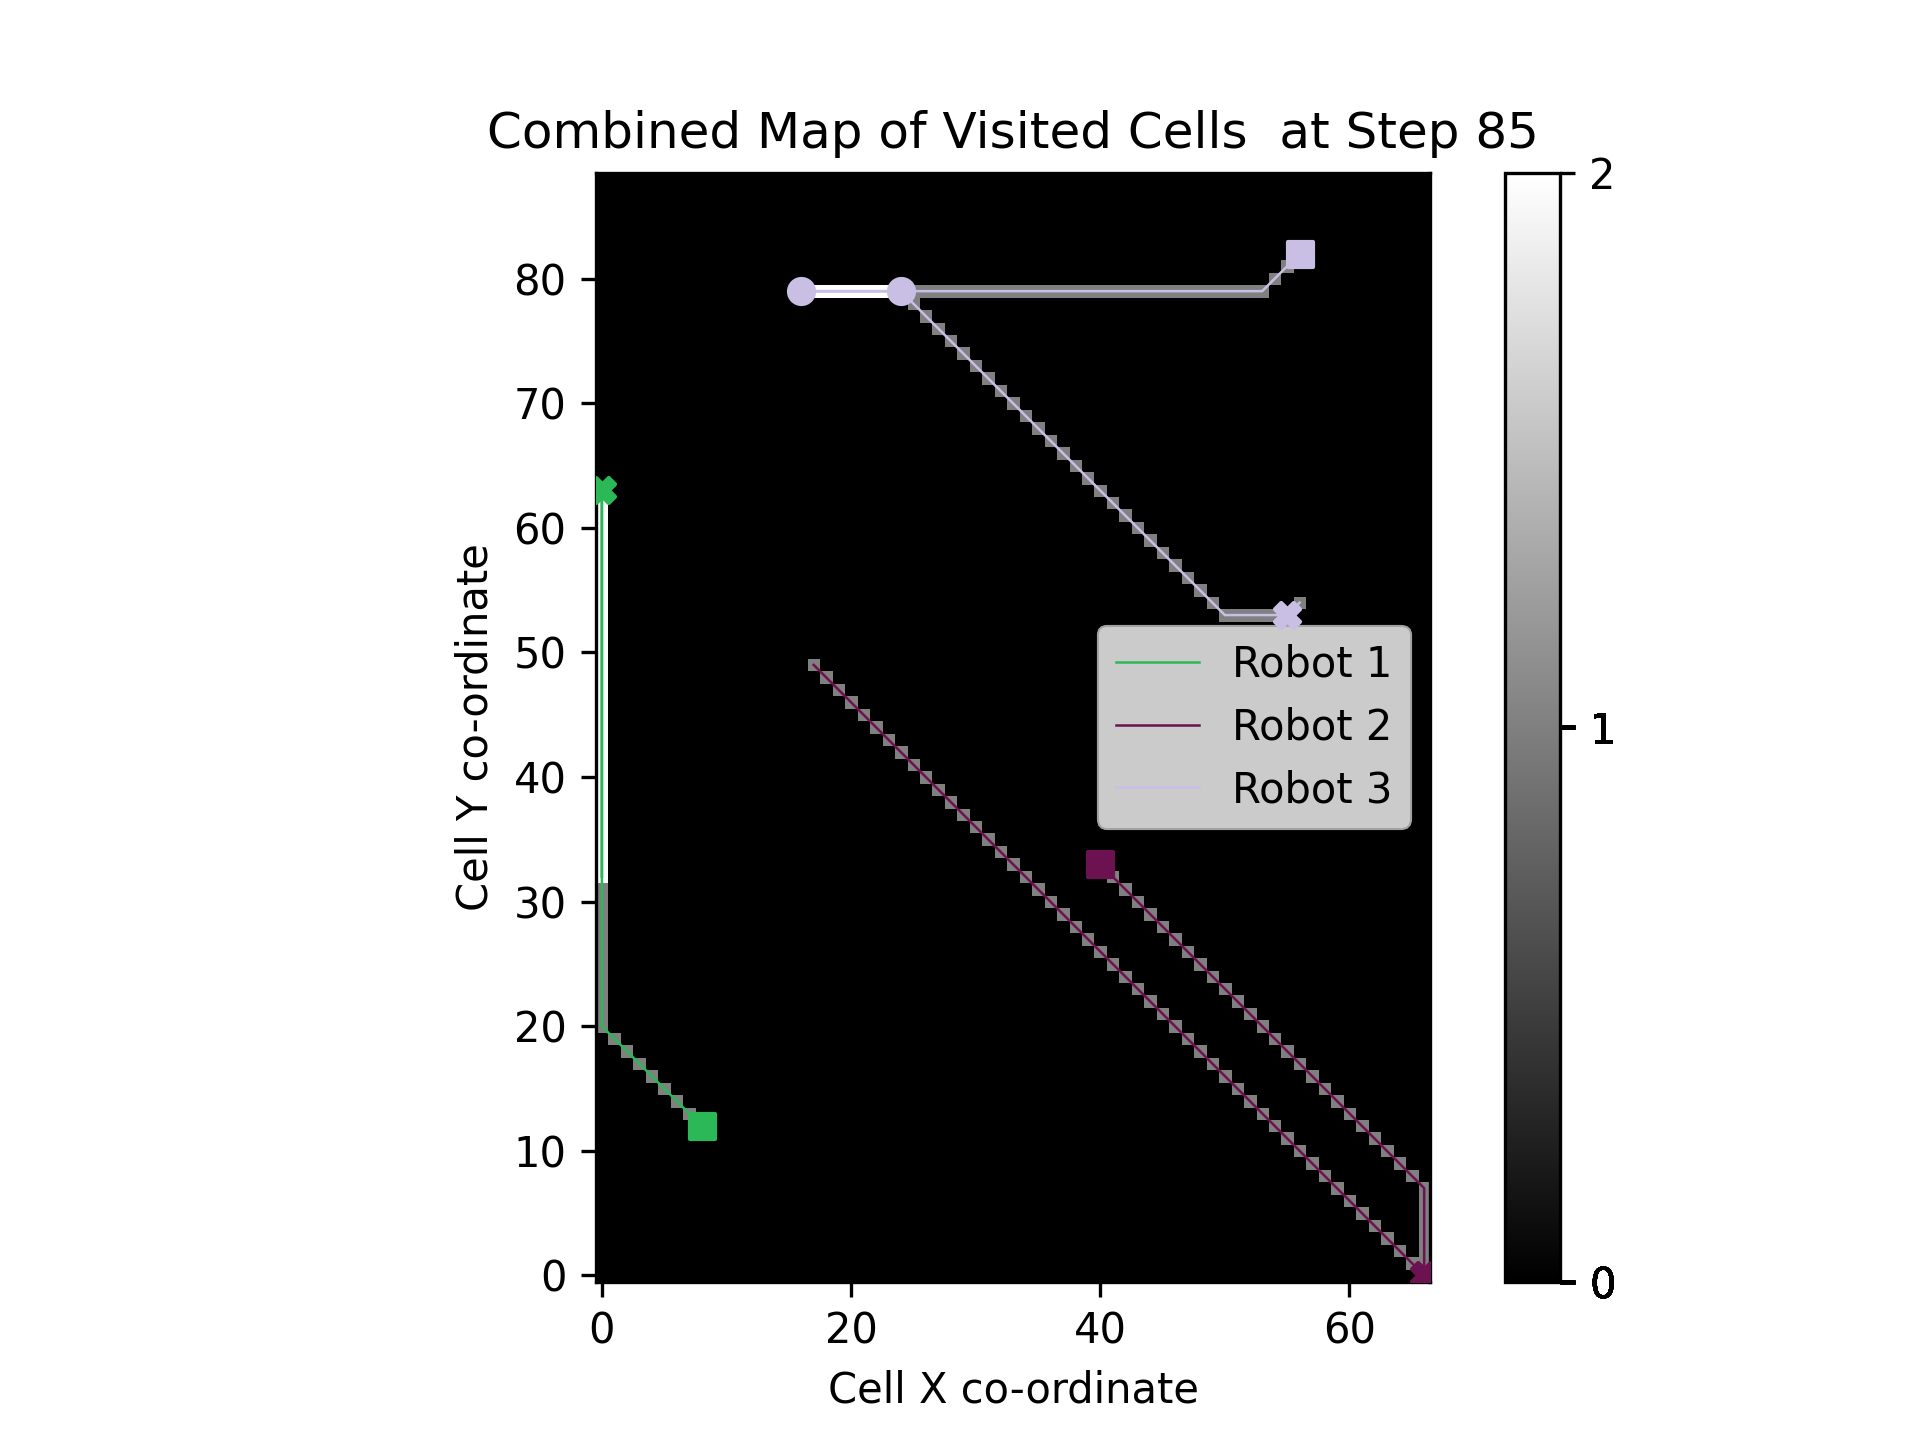 Combined Map of Visited Cells  at Step 85
2
1
0
80
70
60
50
40
30
20
10
0
Cell Y co-ordinate
Robot 1
Robot 2
Robot 3
0 20 40 60
Cell X co-ordinate